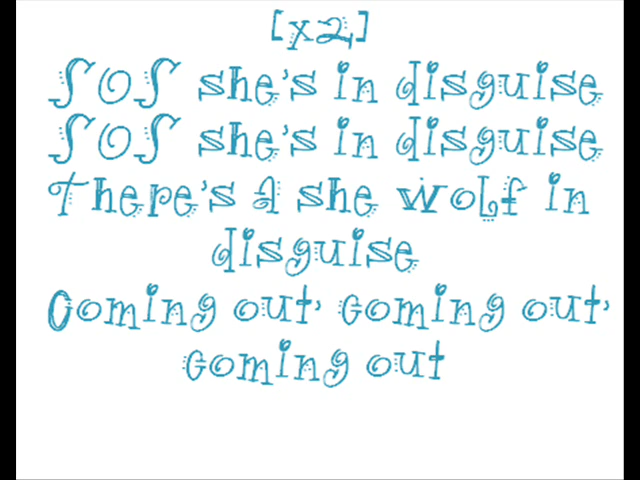 [x2]
SOS she's in disguise
SOS she's in disguise
There's A she wolf in
disguise
Coming out, coming out,
coming out